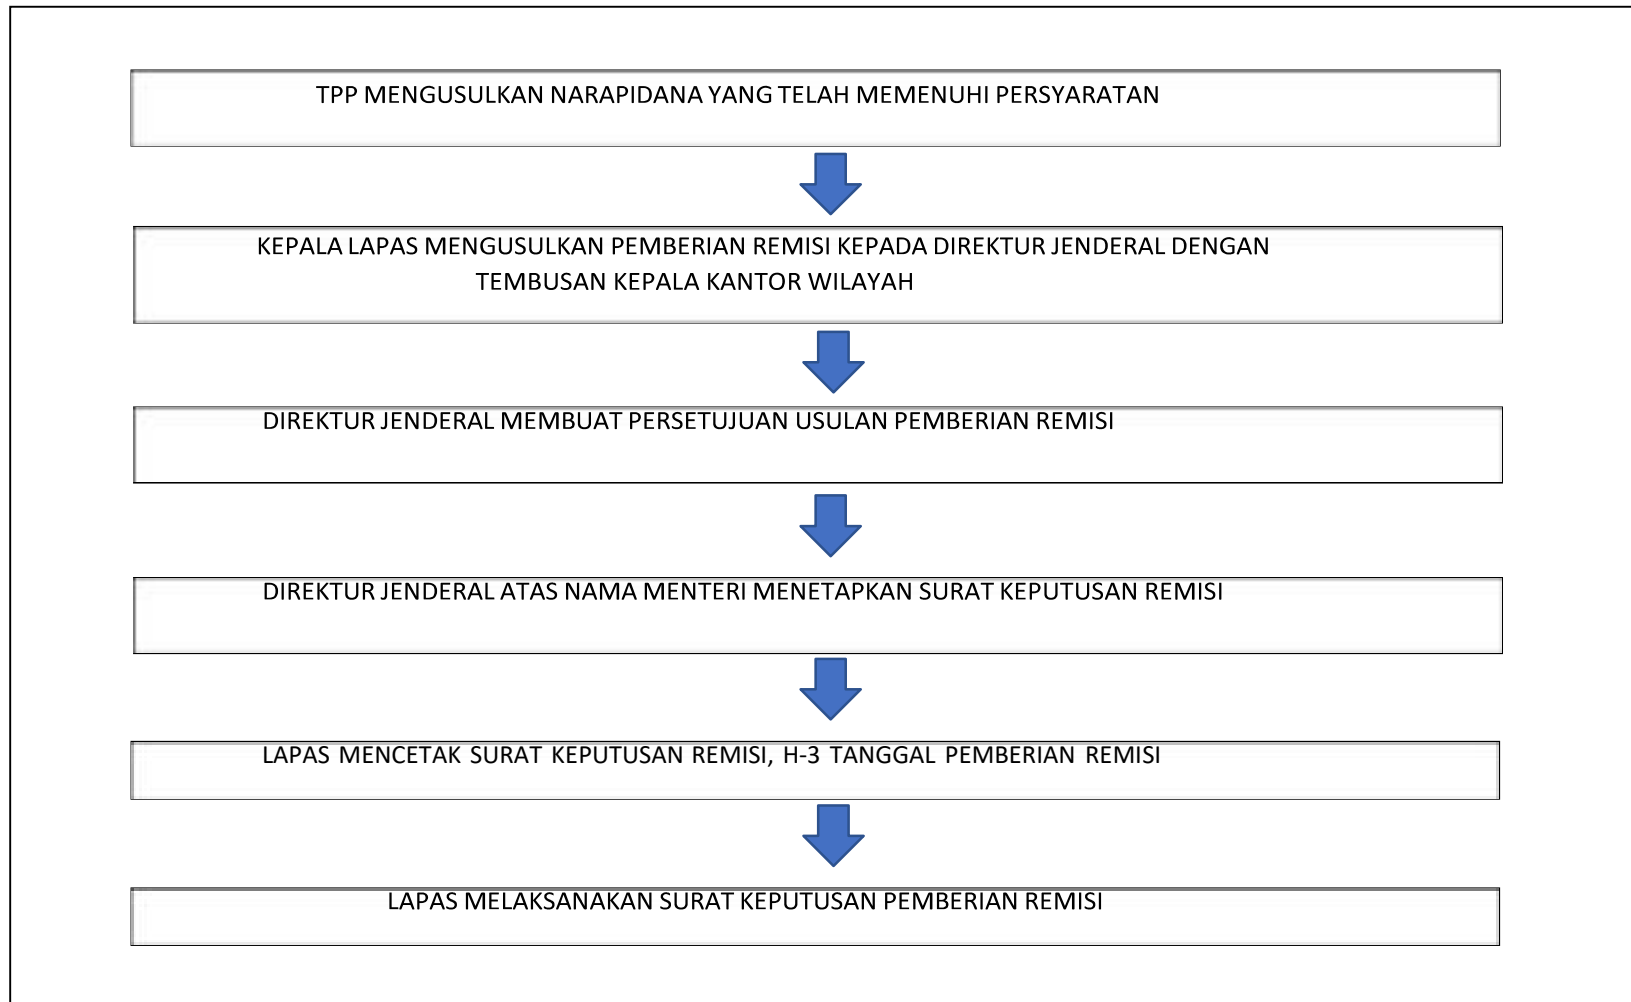 TPP MENGUSULKAN NARAPIDANA YANG TELAH MEMENUHI PERSYARATAN
KEPALA LAPAS MENGUSULKAN PEMBERIAN REMISI KEPADA DIREKTUR JENDERAL DENGAN
TEMBUSAN KEPALA KANTOR WILAYAH
DIREKTUR JENDERAL MEMBUAT PERSETUJUAN USULAN PEMBERIAN REMISI
DIREKTUR JENDERAL ATAS NAMA MENTERI MENETAPKAN SURAT KEPUTUSAN REMISI
LAPAS MENCETAK SURAT KEPUTUSAN REMISI, H-3 TANGGAL PEMBERIAN REMISI
LAPAS MELAKSANAKAN SURAT KEPUTUSAN PEMBERIAN REMISI